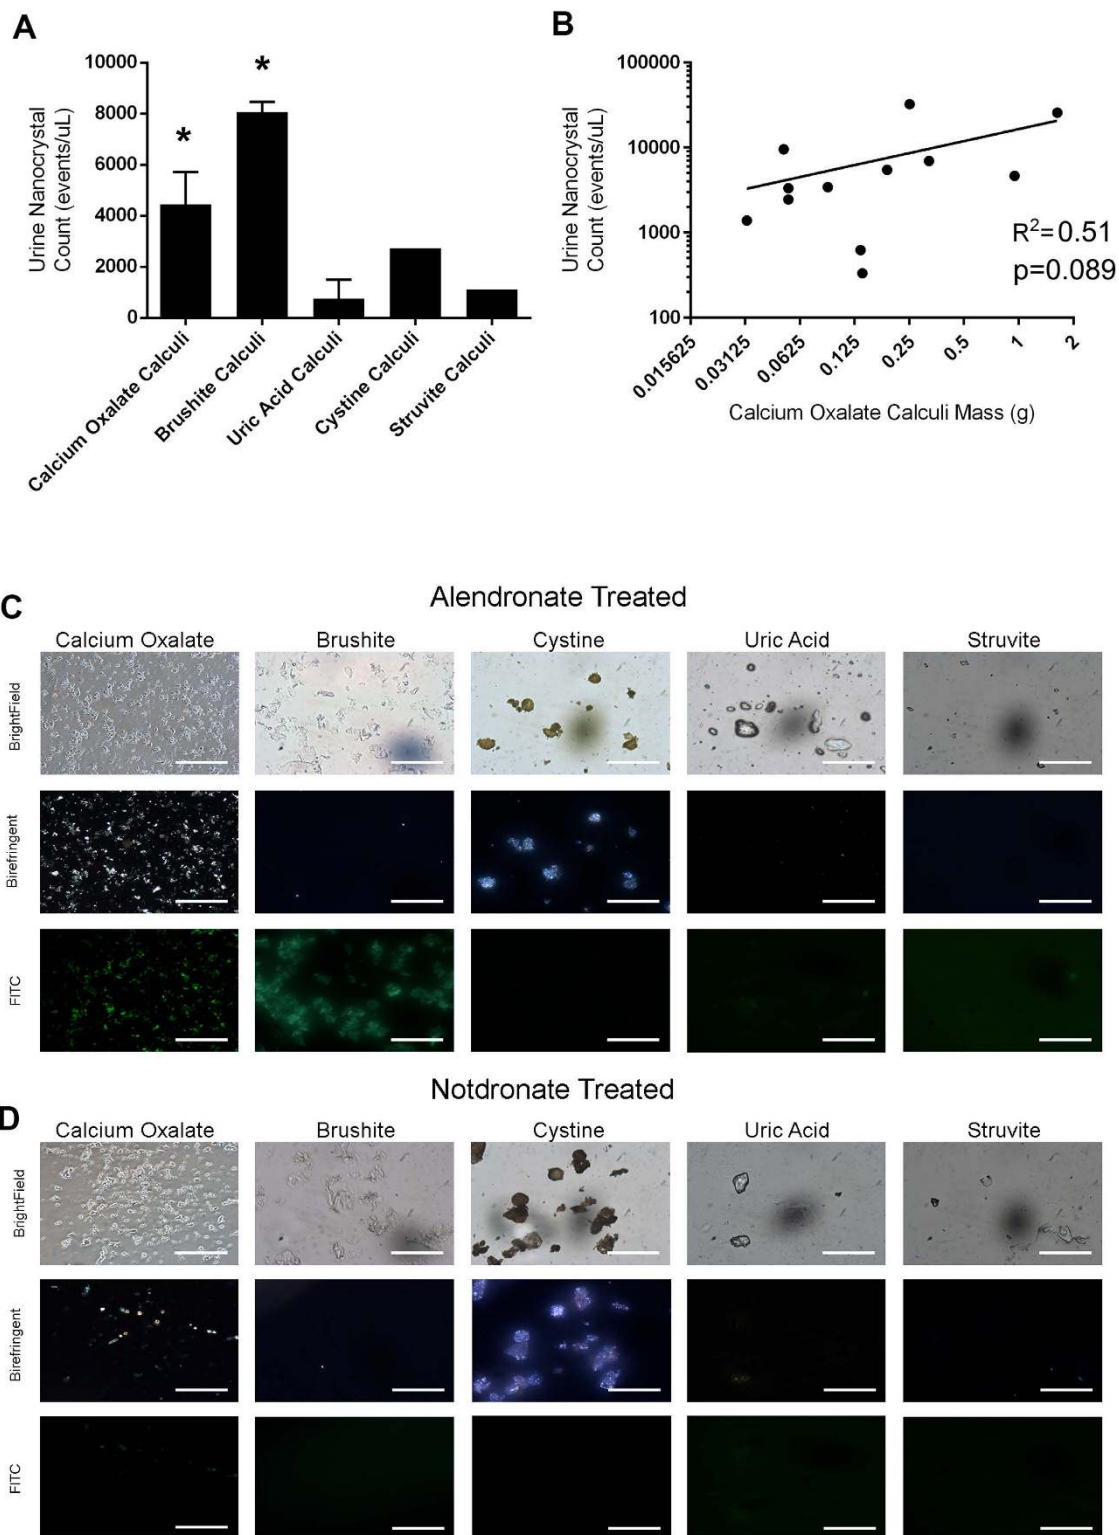 A
Urine Nanocrystal
Count (events/uL)
10000
8000
6000
4000
2000
0
*
*
Calcium Oxalate Calculi
Brushite Calculi
Uric Acid Calculi
Cystine Calculi
Struvite Calculi
B
Urine Nanocrystal
Count (events/uL)
100000
10000
1000
100
R²=0.51
p=0.089
0.015625
0.03125
0.0625
0.125
0.25
0.5
1
2
Calcium Oxalate Calculi Mass (g)
C
Alendronate Treated
Calcium Oxalate Brushite Cystine Uric Acid Struvite
BrightField
Birefringent
FITC
D
Notdronate Treated
Calcium Oxalate Brushite Cystine Uric Acid Struvite
BrightField
Birefringent
FITC